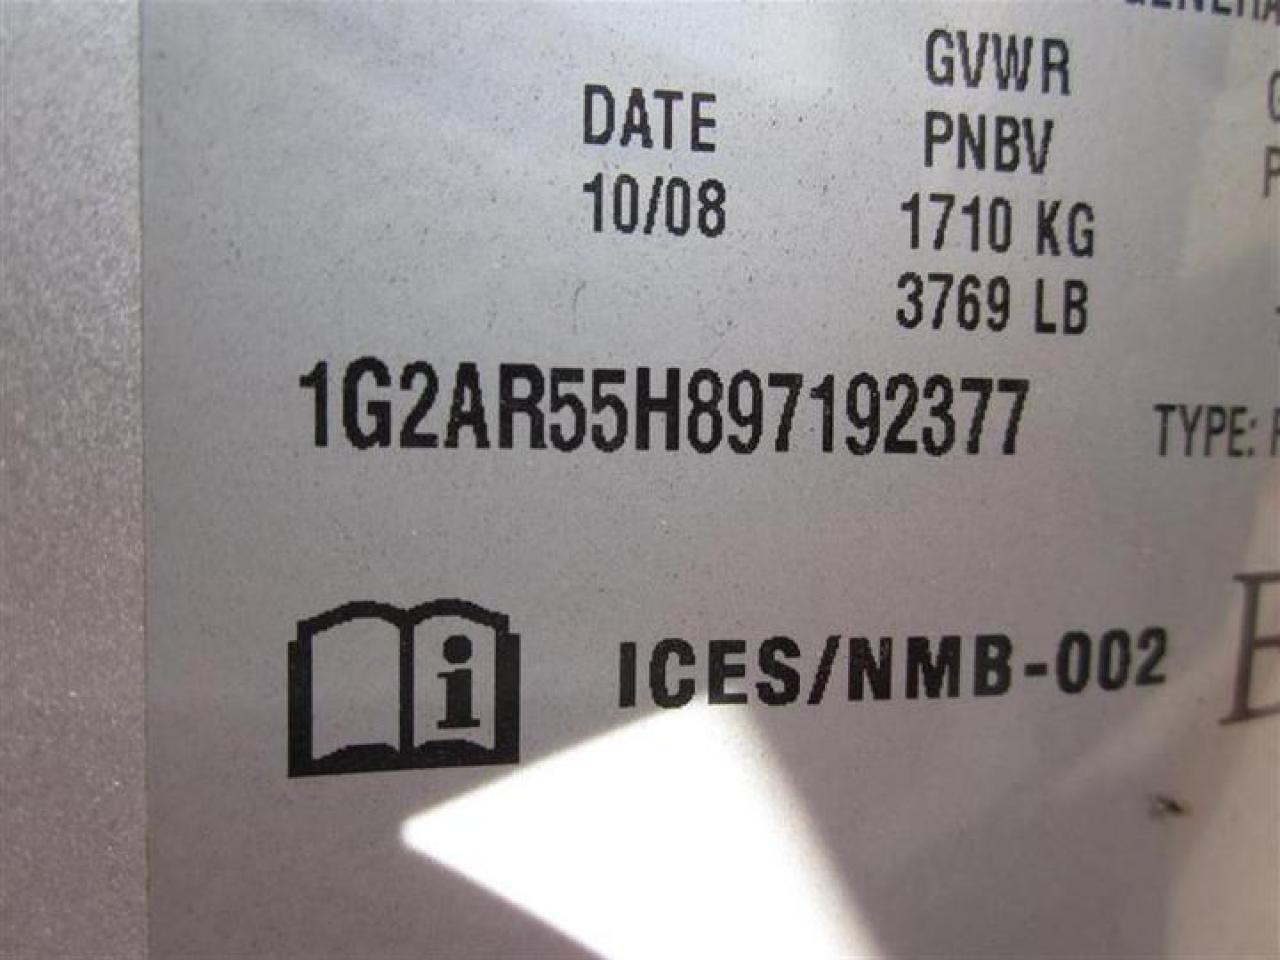 DATE
10/08
GVWR
PNBV
1710 KG
3769 LB
1G2AR55H897192377
TYPE:
i
ICES/NMB-002